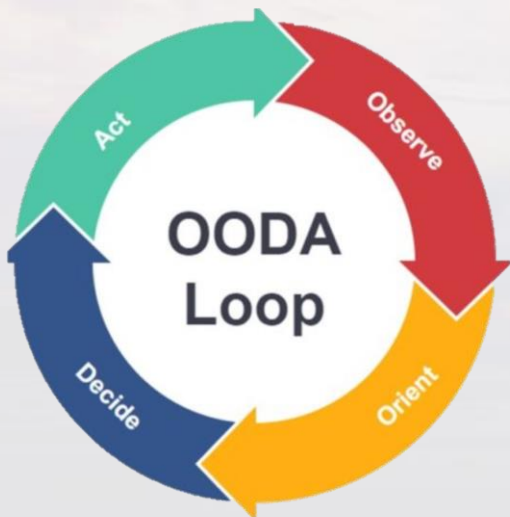 OODA
Loop
Observe
Orient
Decide
Act